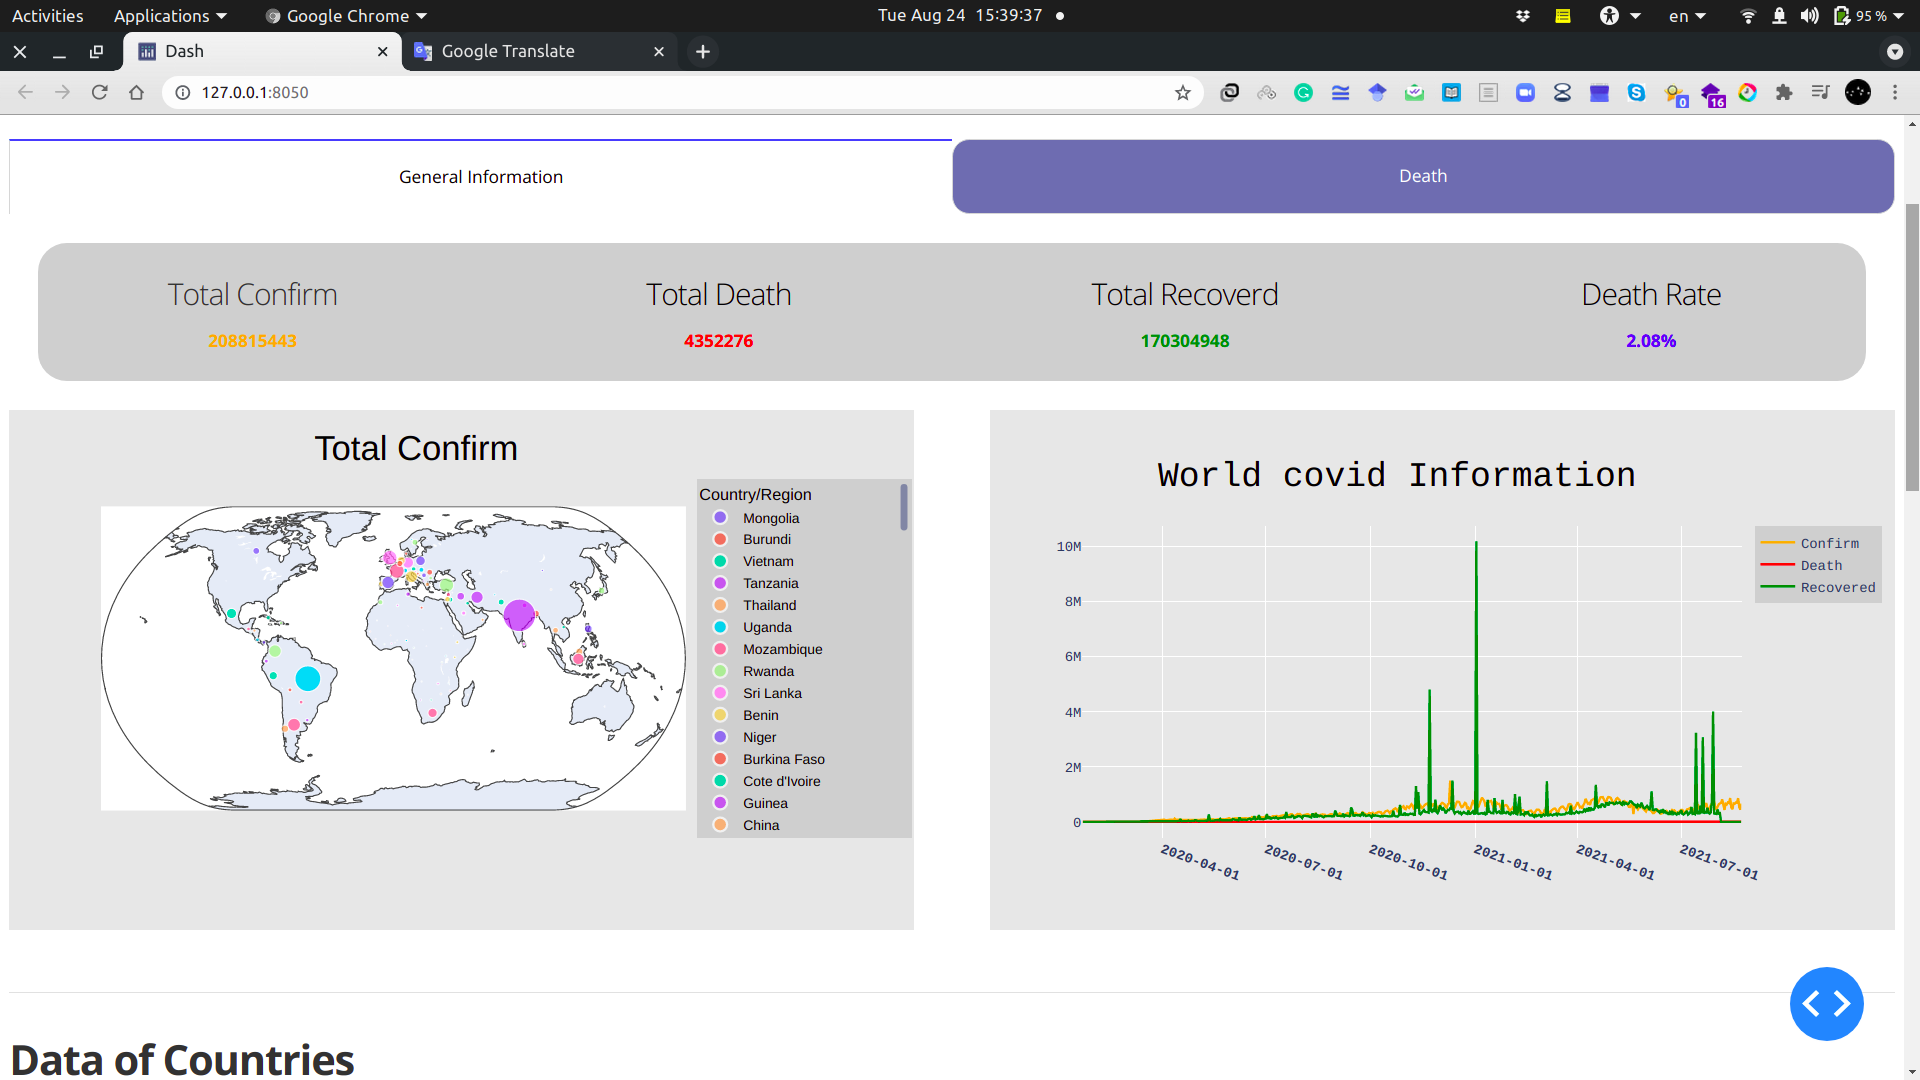 Activities Applications Google Chrome Tue Aug 24 15:39:37 en 95 %
Dash Google Translate
127.0.0.1:8050
0 16
General Information Death
Total Confirm Total Death Total Recoverd Death Rate
208815443 4352276 170304948 2.08%
Total Confirm
Country/Region
Mongolia
Burundi
Vietnam
Tanzania
Thailand
Uganda
Mozambique
Rwanda
Sri Lanka
Benin
Niger
Burkina Faso
Cote d'Ivoire
Guinea
China
World covid Information
10M
8M
6M
4M
2M
0
2020-04-01 2020-07-01 2020-10-01 2021-01-01 2021-04-01 2021-07-01
Confirm
Death
Recovered
Data of Countries